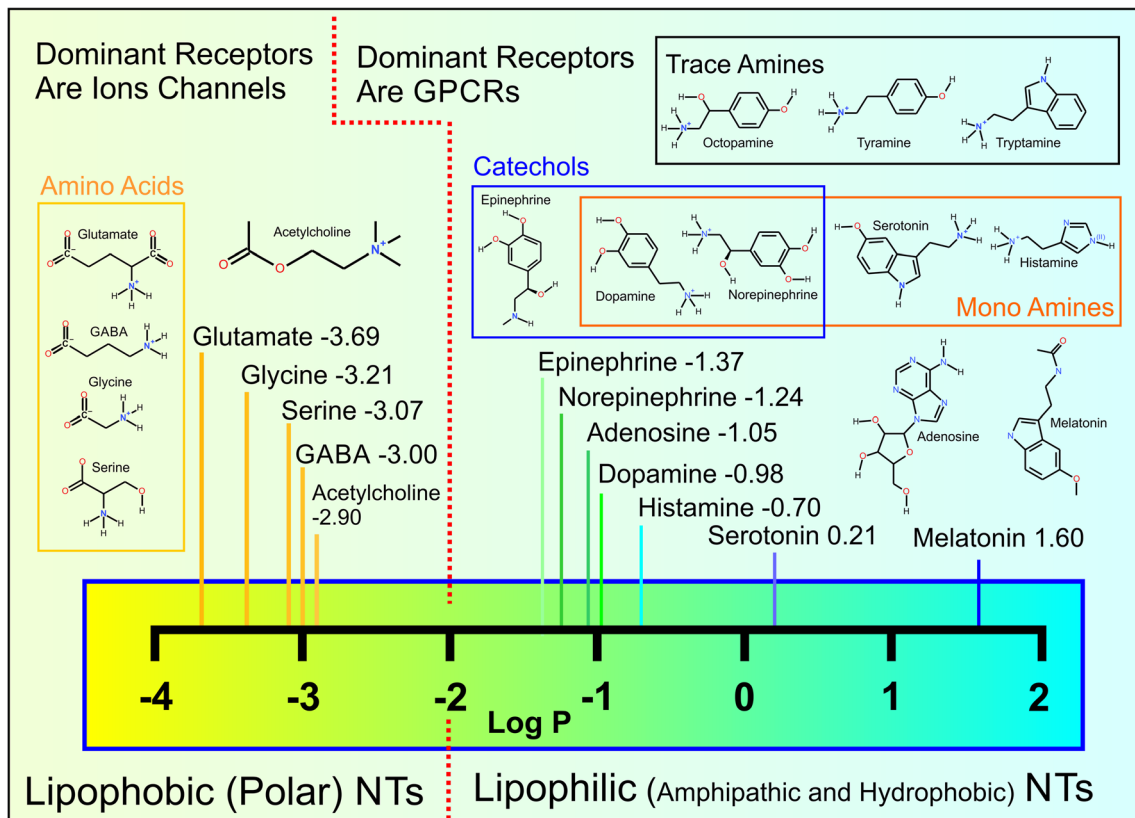 Dominant Receptors
Are Ions Channels
Dominant Receptors
Are GPCRs
Trace Amines
Octopamine
Tyramine
Tryptamine
Catechols
Amino Acids
Epinephrine
Glutamate
Acetylcholine
Dopamine
Norepinephrine
Serotonin
Histamine
Mono Amines
GABA
Glycine
Serine
Adenosine
Melatonin
Glutamate -3.69
Glycine -3.21
Serine -3.07
GABA -3.00
Acetylcholine
-2.90
Epinephrine -1.37
Norepinephrine -1.24
Adenosine -1.05
Dopamine -0.98
Histamine -0.70
Serotonin 0.21
Melatonin 1.60
-4 -3 -2 -1 0 1 2
Log P
Lipophobic (Polar) NTs
Lipophilic (Amphipathic and Hydrophobic) NTs